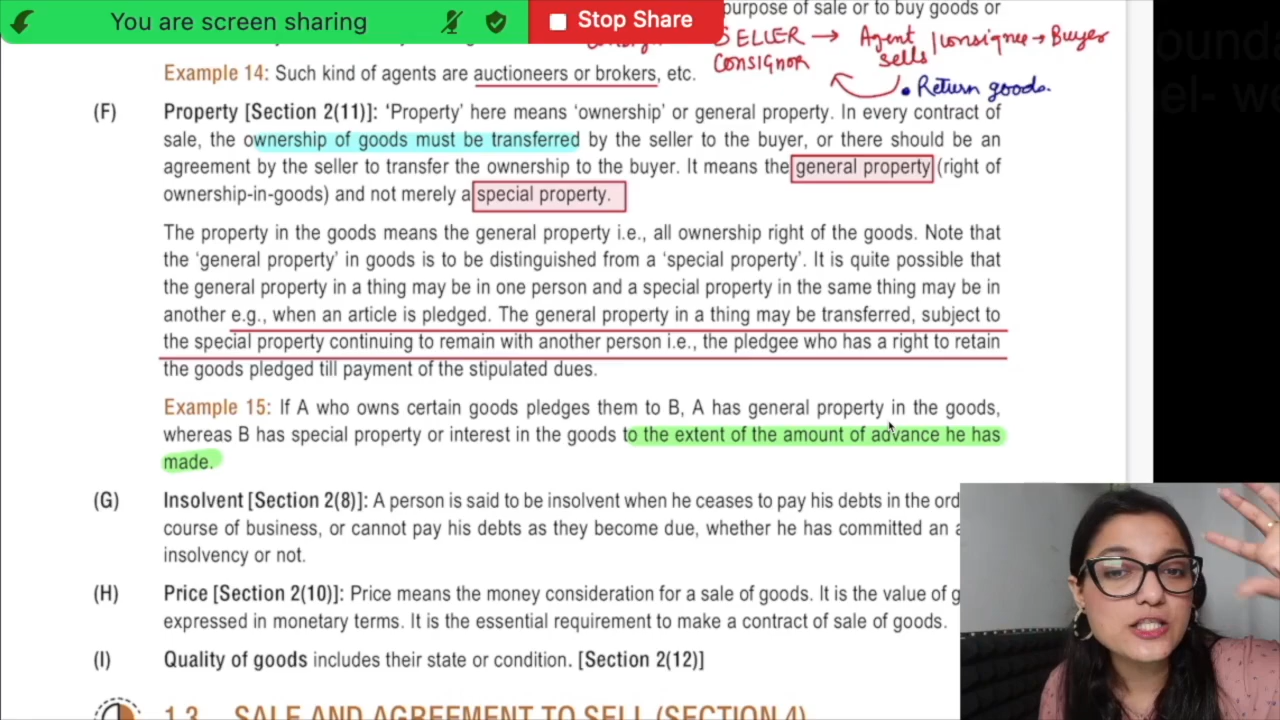 You are screen sharing
Stop Share
purpose of sale or to buy goods or
SELLER → Agent | Consignee → Buyer
CONSIGNOR sells
• Return goods.
Example 14: Such kind of agents are auctioneers or brokers, etc.
(F) Property [Section 2(11)]: ‘Property’ here means ‘ownership’ or general property. In every contract of
sale, the ownership of goods must be transferred by the seller to the buyer, or there should be an
agreement by the seller to transfer the ownership to the buyer. It means the general property (right of
ownership-in-goods) and not merely a special property.
The property in the goods means the general property i.e., all ownership right of the goods. Note that
the ‘general property’ in goods is to be distinguished from a ‘special property’. It is quite possible that
the general property in a thing may be in one person and a special property in the same thing may be in
another e.g., when an article is pledged. The general property in a thing may be transferred, subject to
the special property continuing to remain with another person i.e., the pledgee who has a right to retain
the goods pledged till payment of the stipulated dues.
Example 15: If A who owns certain goods pledges them to B, A has general property in the goods,
whereas B has special property or interest in the goods to the extent of the amount of advance he has
made.
(G) Insolvent [Section 2(8)]: A person is said to be insolvent when he ceases to pay his debts in the ord
course of business, or cannot pay his debts as they become due, whether he has committed an a
insolvency or not.
(H) Price [Section 2(10)]: Price means the money consideration for a sale of goods. It is the value of g
expressed in monetary terms. It is the essential requirement to make a contract of sale of goods.
(I) Quality of goods includes their state or condition. [Section 2(12)]
1.3 SALE AND AGREEMENT TO SELL (SECTION 4)